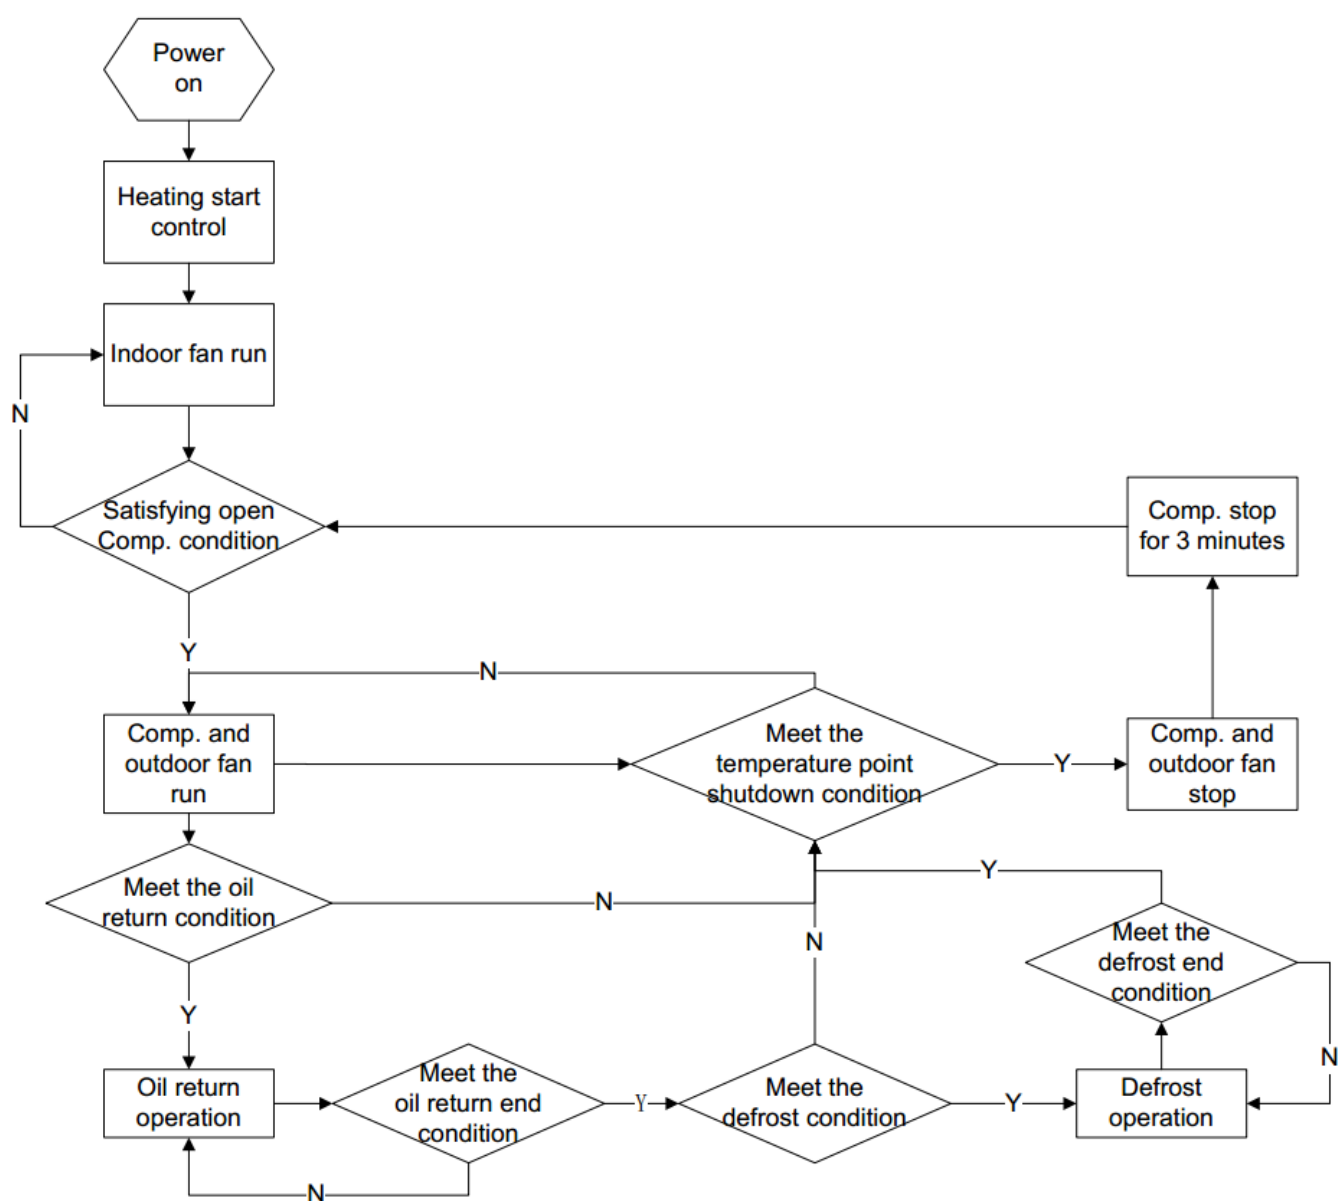 Power
on
Heating start
control
Indoor fan run
N
Satisfying open
Comp. condition
Comp. stop
for 3 minutes
Y
N
Comp. and
outdoor fan
run
Meet the
temperature point
shutdown condition
Y
Comp. and
outdoor fan
stop
Meet the oil
return condition
N
Y
N
Meet the
defrost end
condition
Y
N
Oil return
operation
Meet the
oil return end
condition
Y
Meet the
defrost condition
Y
Defrost
operation
N